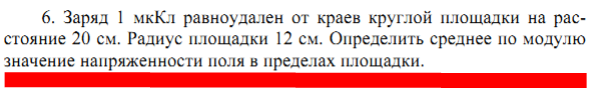 6. Заряд 1 мкКл равноудален от краев круглой площадки на рас-
стояние 20 см. Радиус площадки 12 см. Определить среднее по модулю
значение напряженности поля в пределах площадки.